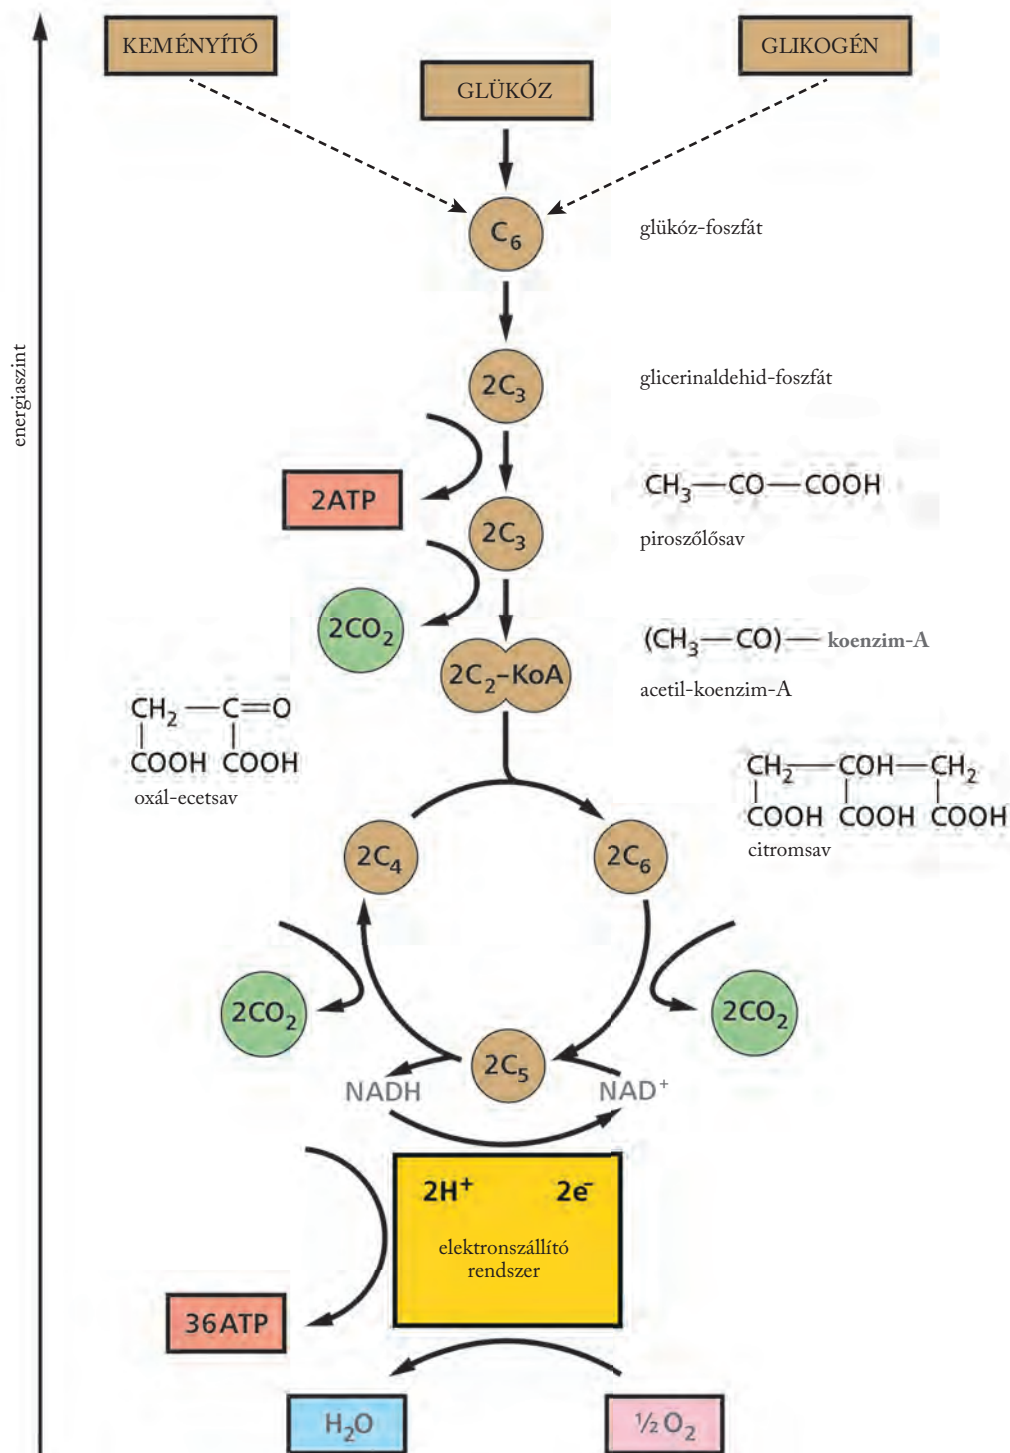 KEMÉNYÍTŐ
GLIKOGÉN
GLÜKÓZ
C₆
glükóz-foszfát
energiaszint
2C₃
glicerinaldehid-foszfát
2ATP
CH₃—CO—COOH
2C₃
piroszőlősav
2CO₂
(CH₃—CO)—koenzim-A
2C₂–KoA
acetil-koenzim-A
CH₂—C=O
COOH COOH
oxál-ecetsav
CH₂—COH—CH₂
COOH COOH COOH
citromsav
2C₄
2C₆
2CO₂
2CO₂
2C₅
NADH
NAD⁺
2H⁺ 2e⁻
elektronszállító
rendszer
36ATP
H₂O
½O₂